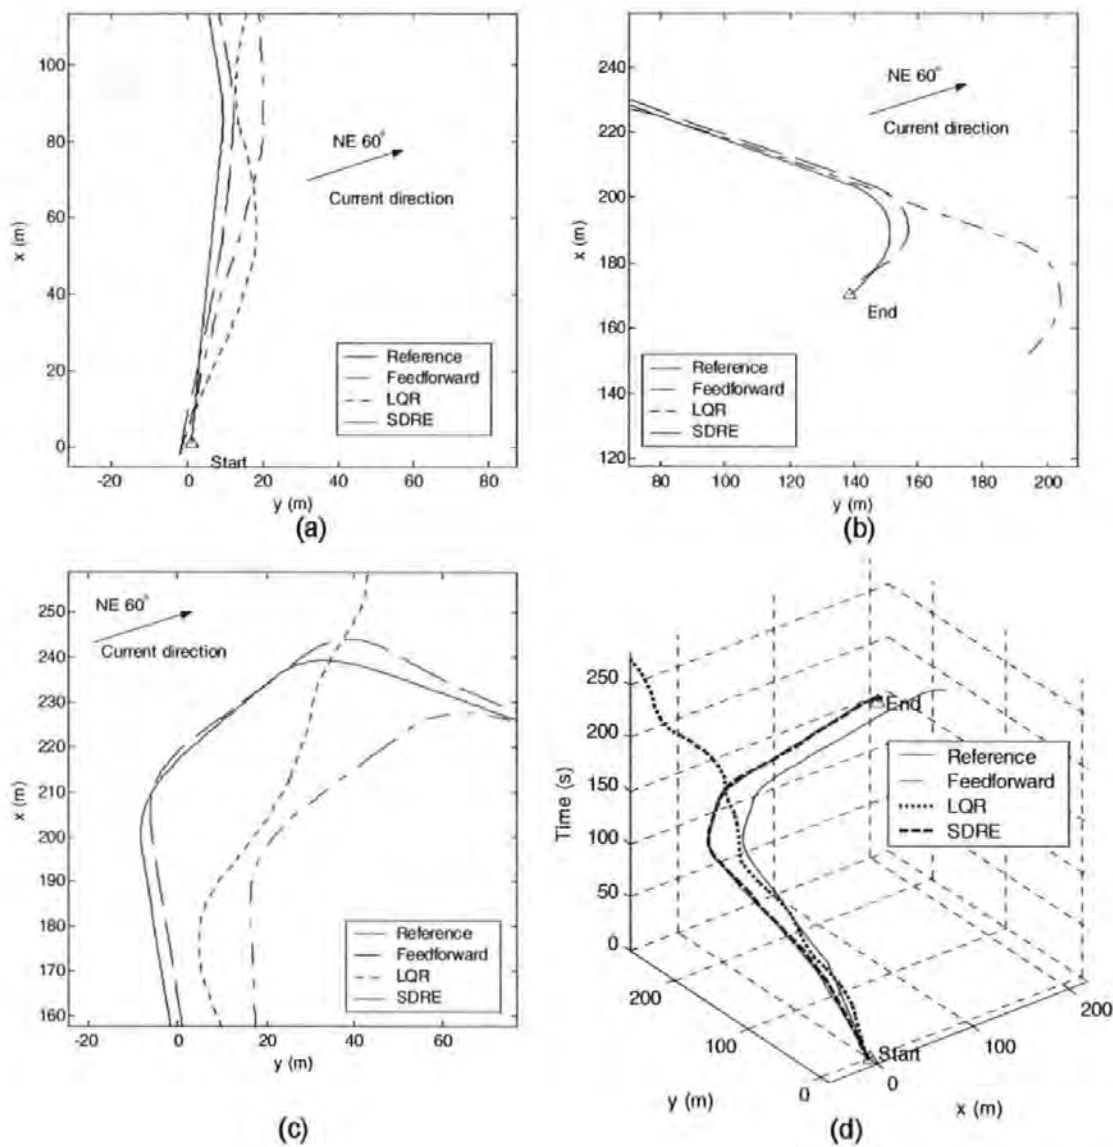 100
80
60
40
20
0
x (m)
NE 60°
Current direction
Reference
Feedforward
LQR
SDRE
Start
-20 0 20 40 60 80
y (m)
(a)
240
220
200
180
160
140
120
x (m)
NE 60°
Current direction
End
Reference
Feedforward
LQR
SDRE
80 100 120 140 160 180 200
y (m)
(b)
250
240
230
220
210
200
190
180
170
160
x (m)
NE 60°
Current direction
Reference
Feedforward
LQR
SDRE
-20 0 20 40 60
y (m)
(c)
250
200
150
100
50
0
Time (s)
End
Reference
Feedforward
LQR
SDRE
Start
200
100
0
y (m)
0
100
200
x (m)
(d)